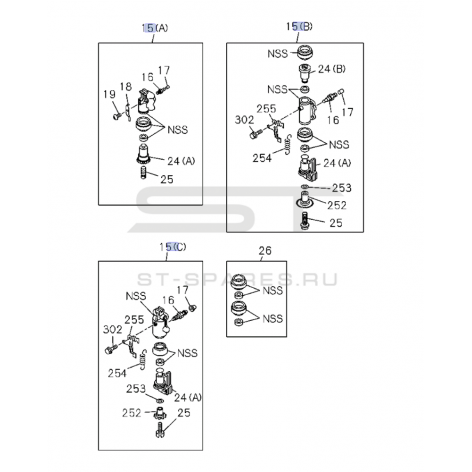 15(A)
17
16
18
19
NSS
24 (A)
25
15(B)
NSS
24 (B)
NSS
17
255
16
302
NSS
254
24 (A)
253
252
25
ST-SPARES.RU
15(C)
17
NSS
16
255
302
NSS
254
253
24 (A)
252
25
26
NSS
NSS